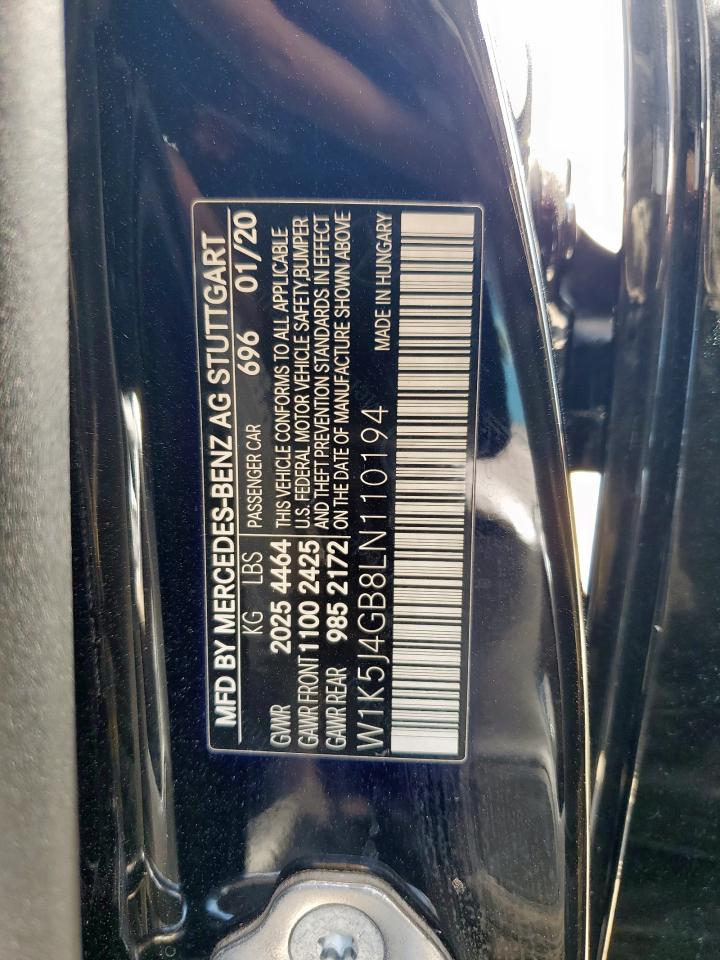 MFD BY MERCEDES-BENZ AG STUTTGART
KG LBS PASSENGER CAR 696 01/20
GVWR 2025 4464 THIS VEHICLE CONFORMS TO ALL APPLICABLE
GAWR FRONT 1100 2425 U.S. FEDERAL MOTOR VEHICLE SAFETY,BUMPER
GAWR REAR 985 2172 AND THEFT PREVENTION STANDARDS IN EFFECT
ON THE DATE OF MANUFACTURE SHOWN ABOVE
W1K5J4GB8LN110194 MADE IN HUNGARY